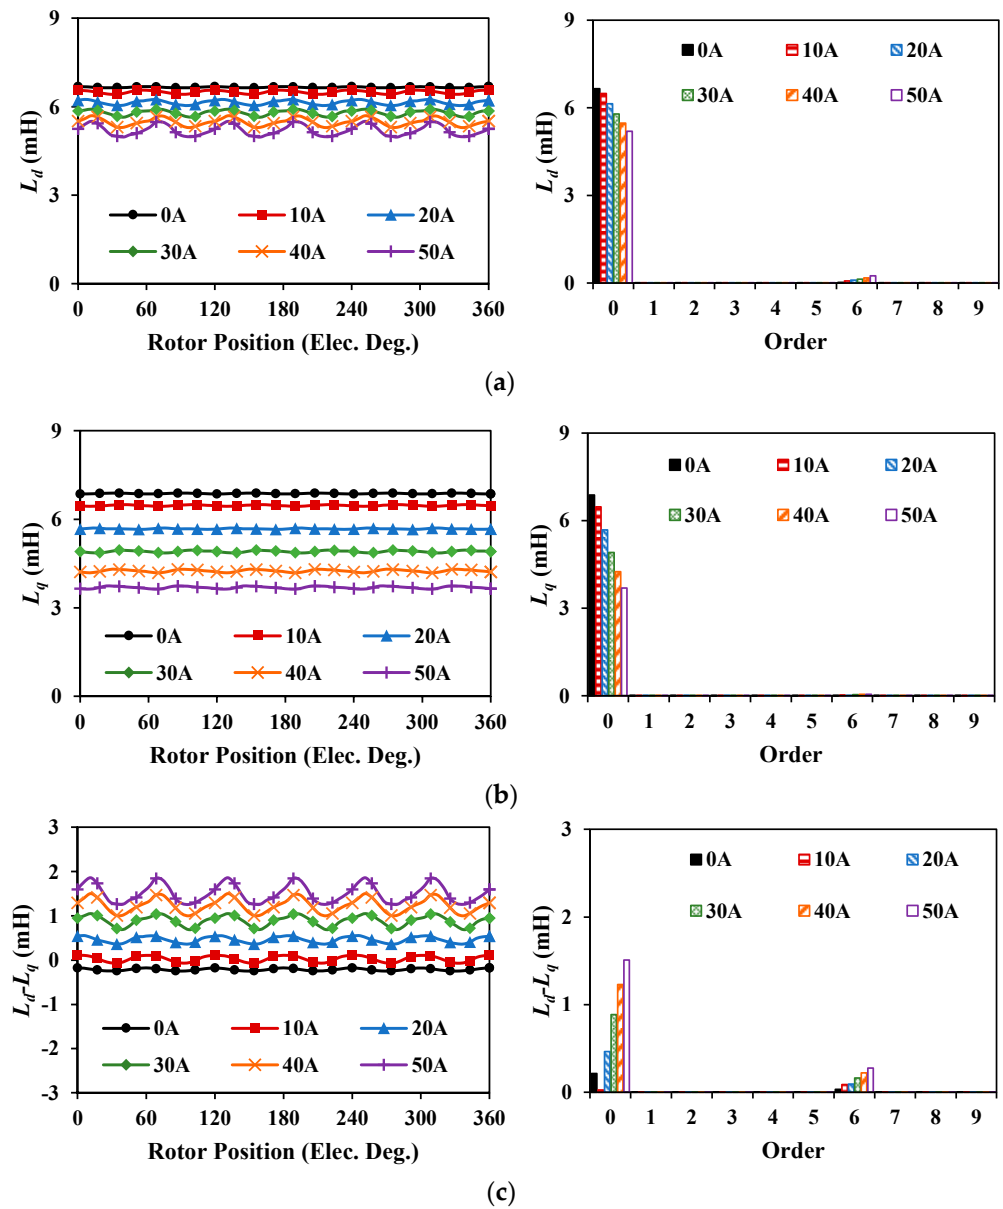 9
6
3
0
L_d (mH)
0A 10A 20A
30A 40A 50A
0 60 120 180 240 300 360
Rotor Position (Elec. Deg.)
9
6
3
0
L_d (mH)
0A 10A 20A
30A 40A 50A
0 1 2 3 4 5 6 7 8 9
Order
(a)
9
6
3
0
L_q (mH)
0A 10A 20A
30A 40A 50A
0 60 120 180 240 300 360
Rotor Position (Elec. Deg.)
9
6
3
0
L_q (mH)
0A 10A 20A
30A 40A 50A
0 1 2 3 4 5 6 7 8 9
Order
(b)
3
2
1
0
-1
-2
-3
L_d-L_q (mH)
0A 10A 20A
30A 40A 50A
0 60 120 180 240 300 360
Rotor Position (Elec. Deg.)
3
2
1
0
L_d-L_q (mH)
0A 10A 20A
30A 40A 50A
0 1 2 3 4 5 6 7 8 9
Order
(c)